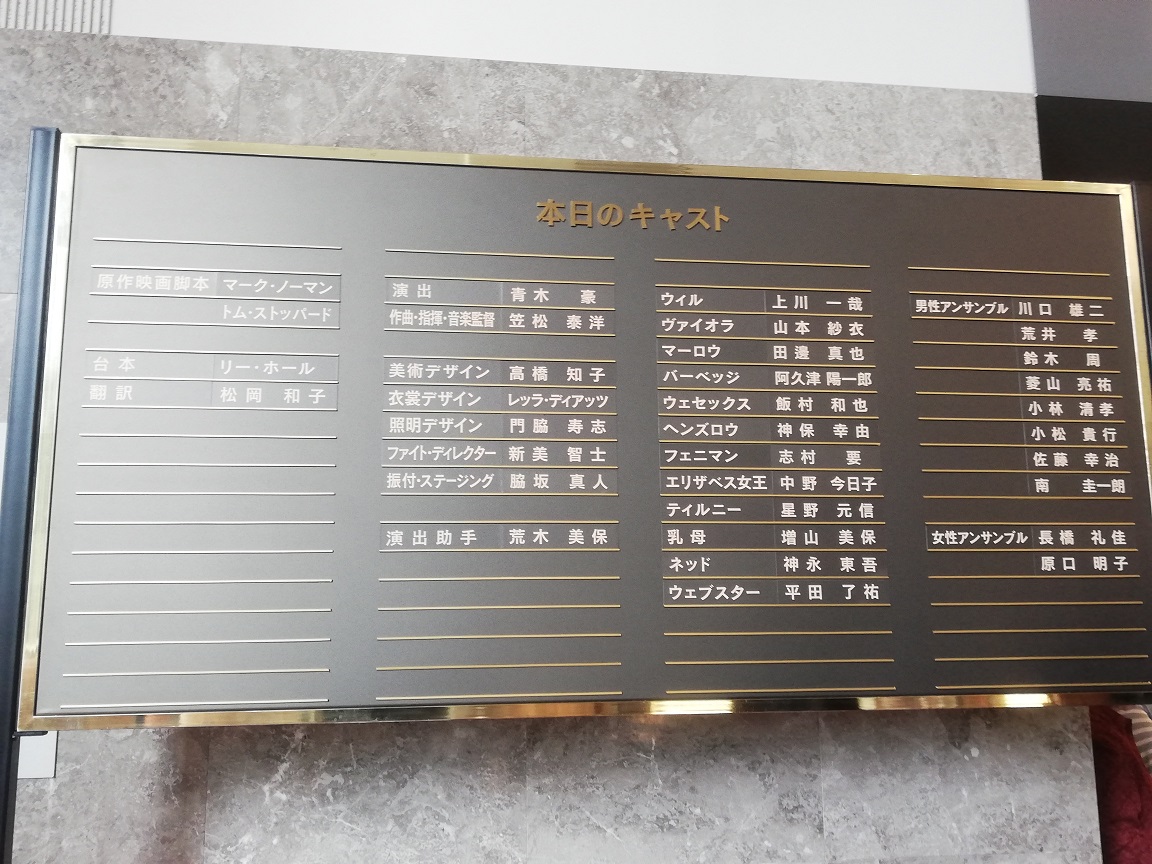 本日のキャスト
原作映画脚本 マーク・ノーマン
トム・ストッパード
台本 リー・ホール
翻訳 松岡 和子
演出 青木 豪
作曲・指揮・音楽監督 笠松 泰洋
美術デザイン 高橋 知子
衣裳デザイン レッラ・ディアッツ
照明デザイン 門脇 寿志
ファイト・ディレクター 新美 智士
振付・ステージング 脇坂 真人
演出助手 荒木 美保
ウィル 上川 一哉
ヴァイオラ 山本 紗衣
マーロウ 田邊 真也
バーベッジ 阿久津 陽一郎
ウェセックス 飯村 和也
ヘンズロウ 神保 幸由
フェニマン 志村 要
エリザベス女王 中野 今日子
ティルニー 星野 元信
乳母 増山 美保
ネッド 神永 東吾
ウェブスター 平田 了祐
男性アンサンブル 川口 雄二
荒井 孝
鈴木 周
菱山 亮祐
小林 清孝
小松 貴行
佐藤 幸治
南 圭一朗
女性アンサンブル 長橋 礼佳
原口 明子